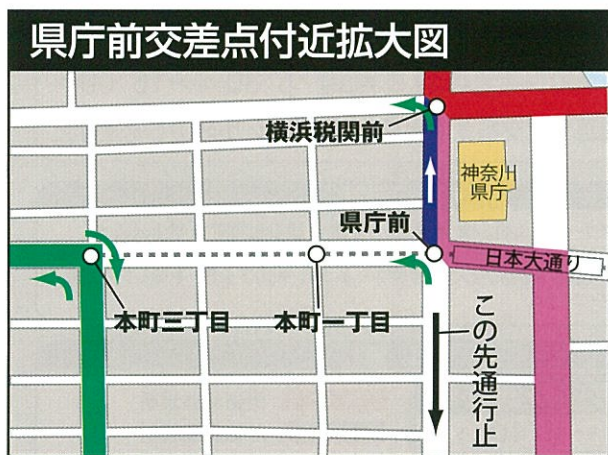 県庁前交差点付近拡大図
横浜税関前
神奈川
県庁
県庁前
日本大通り
本町三丁目
本町一丁目
この先通行止